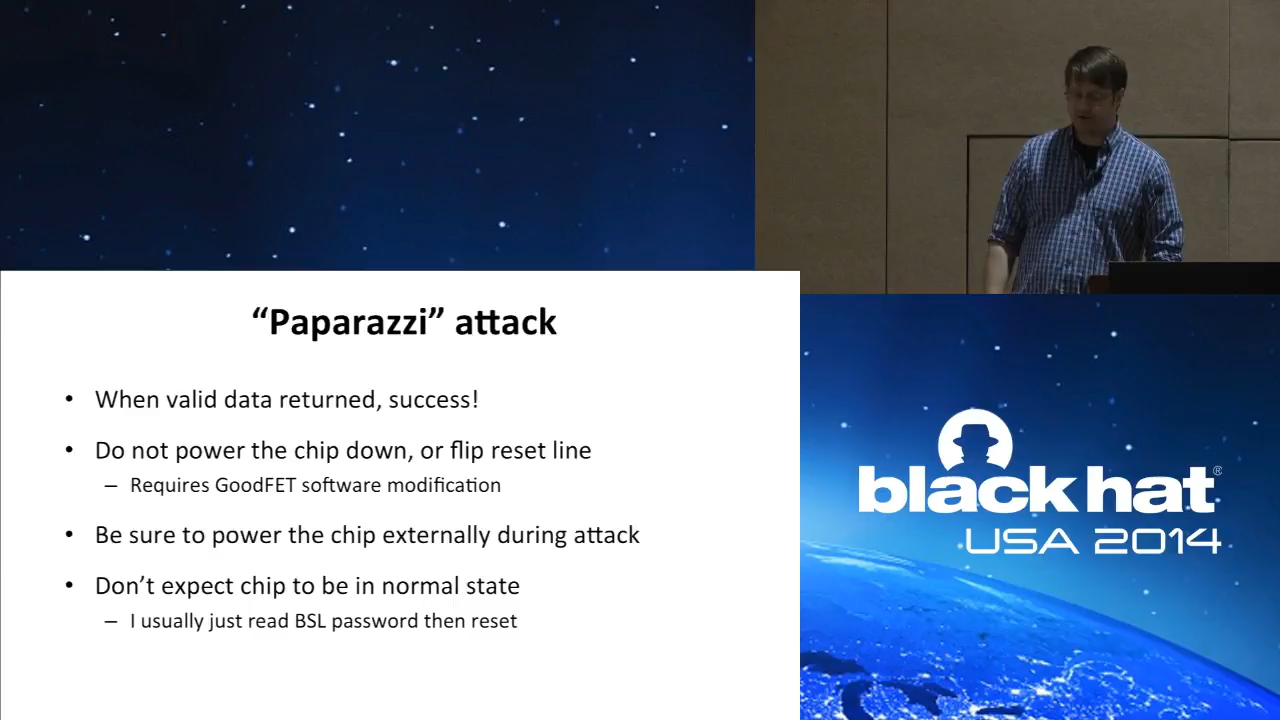 “Paparazzi” attack
• When valid data returned, success!
• Do not power the chip down, or flip reset line
– Requires GoodFET software modification
• Be sure to power the chip externally during attack
• Don’t expect chip to be in normal state
– I usually just read BSL password then reset
black hat®
USA 2014